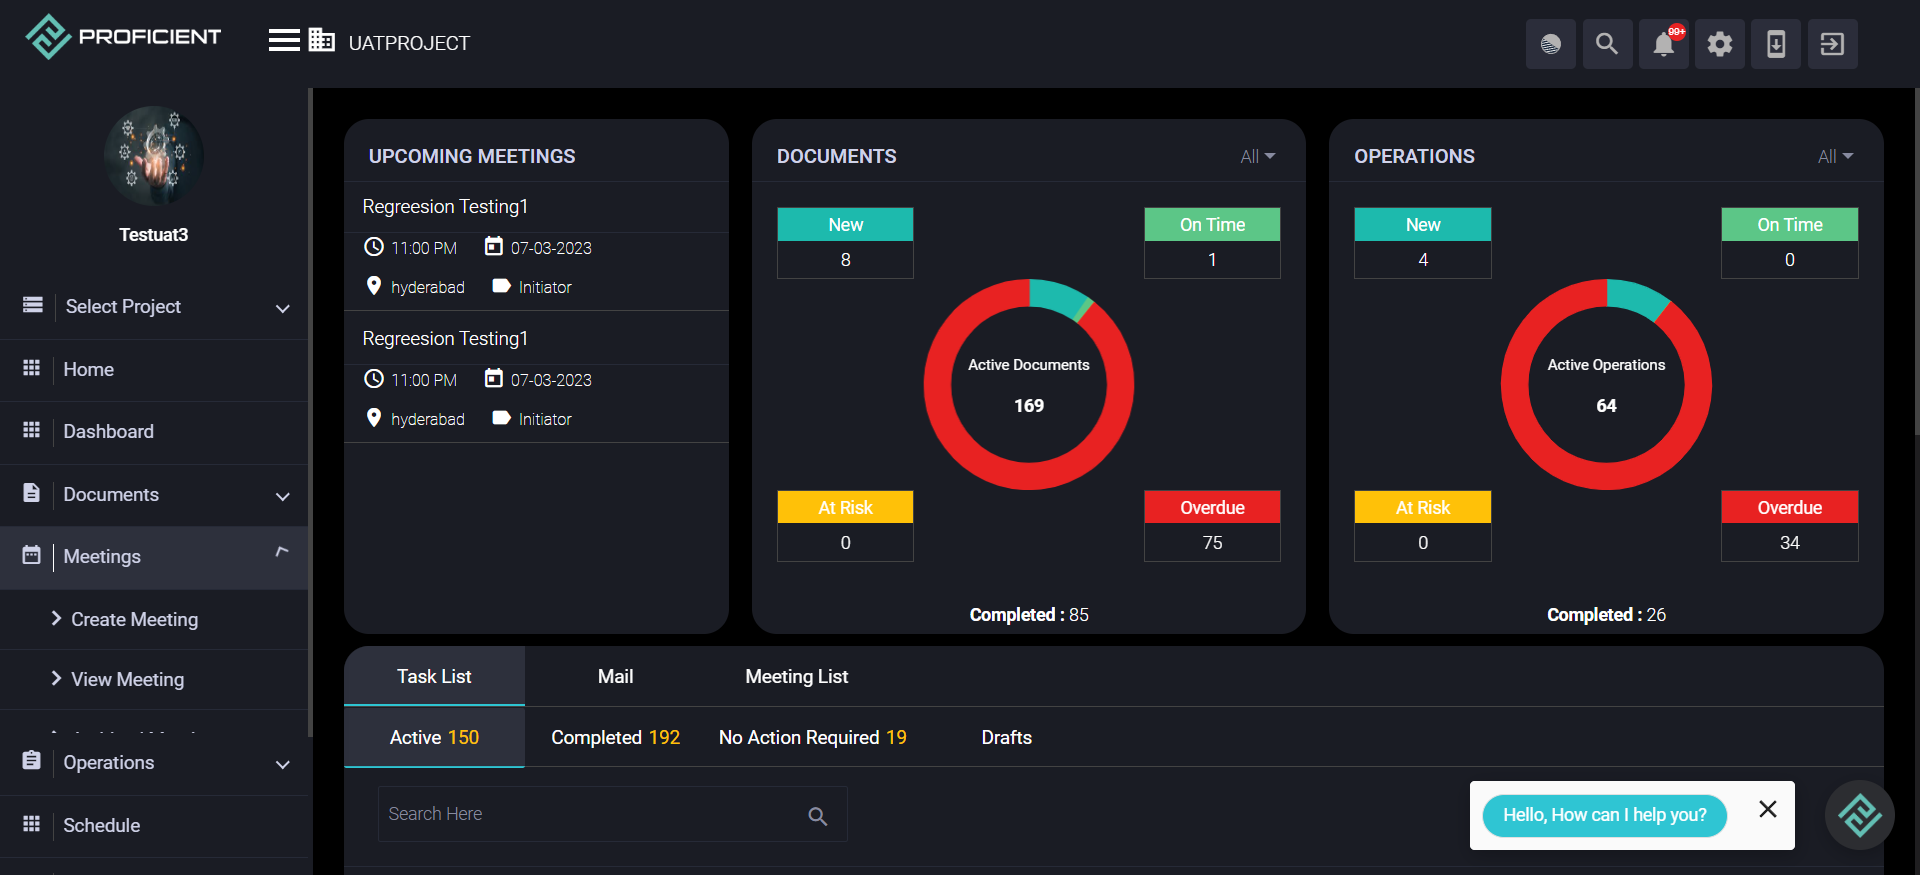 PROFICIENT
UATPROJECT
99+
Testuat3
Select Project
Home
Dashboard
Documents
Meetings
Create Meeting
View Meeting
Operations
Schedule
UPCOMING MEETINGS
Regreesion Testing1
11:00 PM 07-03-2023
hyderabad Initiator
Regreesion Testing1
11:00 PM 07-03-2023
hyderabad Initiator
DOCUMENTS All
New
8
On Time
1
Active Documents
169
At Risk
0
Overdue
75
Completed : 85
OPERATIONS All
New
4
On Time
0
Active Operations
64
At Risk
0
Overdue
34
Completed : 26
Task List Mail Meeting List
Active 150 Completed 192 No Action Required 19 Drafts
Search Here
Hello, How can I help you?